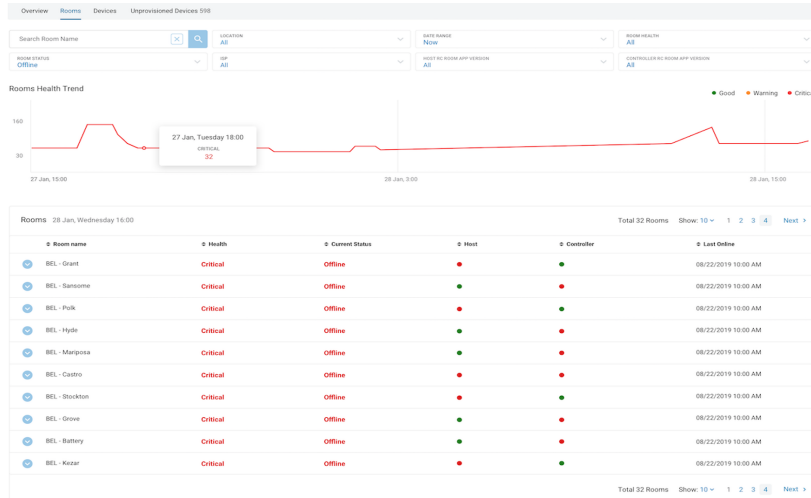 Overview Rooms Devices Unprovisioned Devices 598
Search Room Name
LOCATION
All
DATE RANGE
Now
ROOM HEALTH
All
ROOM STATUS
Offline
ISP
All
HOST RC ROOM APP VERSION
All
CONTROLLER RC ROOM APP VERSION
All
Rooms Health Trend
Good Warning Critic
160
30
27 Jan, Tuesday 18:00
CRITICAL
32
27 Jan, 15:00 28 Jan, 3:00 28 Jan, 15:00
Rooms 28 Jan, Wednesday 16:00 Total 32 Rooms Show: 10 1 2 3 4 Next
Room name Health Current Status Host Controller Last Online
BEL - Grant Critical Offline 08/22/2019 10:00 AM
BEL - Sansome Critical Offline 08/22/2019 10:00 AM
BEL - Polk Critical Offline 08/22/2019 10:00 AM
BEL - Hyde Critical Offline 08/22/2019 10:00 AM
BEL - Mariposa Critical Offline 08/22/2019 10:00 AM
BEL - Castro Critical Offline 08/22/2019 10:00 AM
BEL - Stockton Critical Offline 08/22/2019 10:00 AM
BEL - Grove Critical Offline 08/22/2019 10:00 AM
BEL - Battery Critical Offline 08/22/2019 10:00 AM
BEL - Kezar Critical Offline 08/22/2019 10:00 AM
Total 32 Rooms Show: 10 1 2 3 4 Next